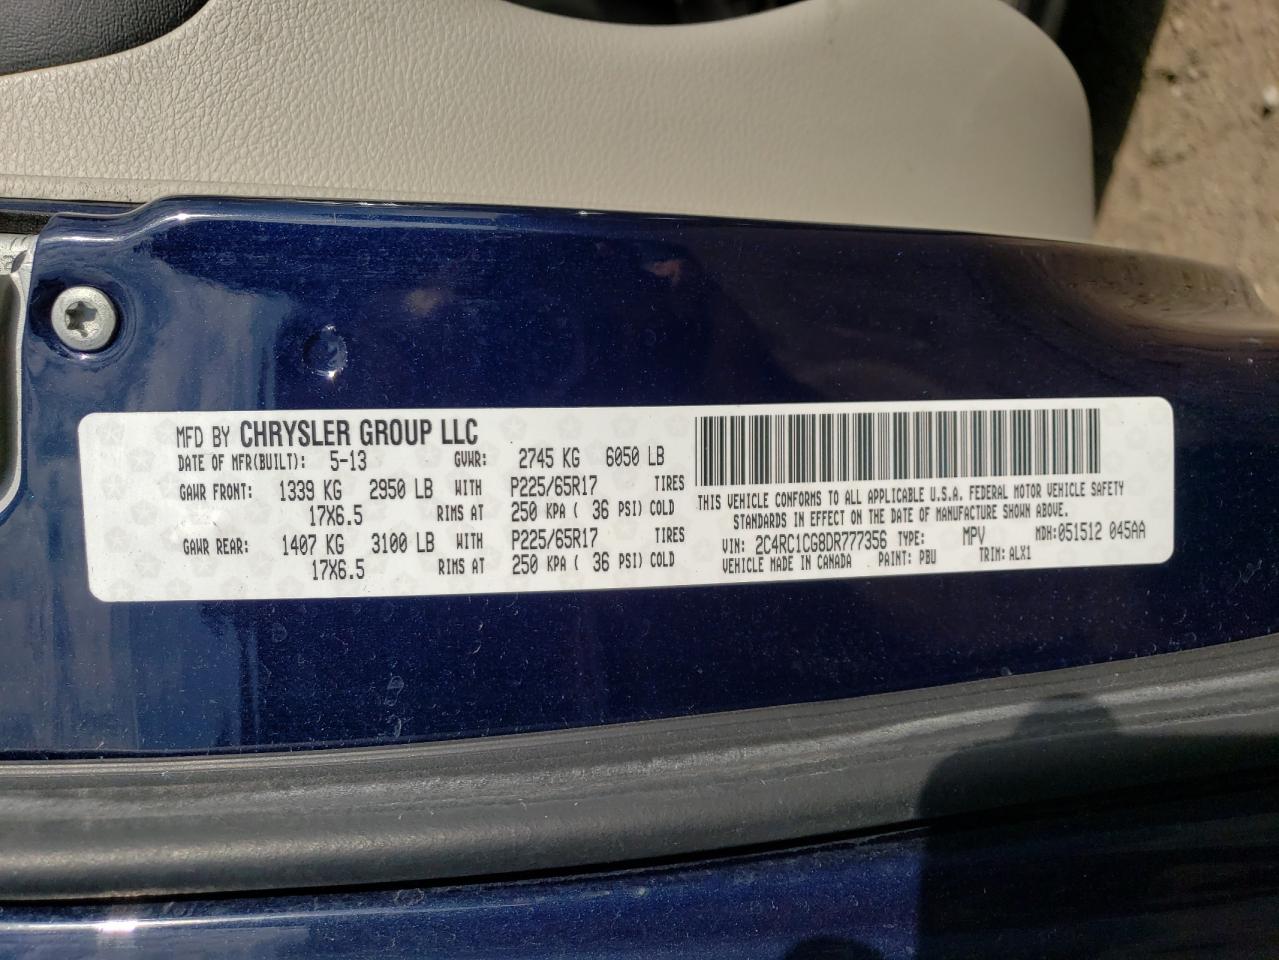 MFD BY CHRYSLER GROUP LLC
DATE OF MFR(BUILT): 5-13 GVWR: 2745 KG 6050 LB
GAWR FRONT: 1339 KG 2950 LB WITH P225/65R17 TIRES
17X6.5 RIMS AT 250 KPA ( 36 PSI) COLD
GAWR REAR: 1407 KG 3100 LB WITH P225/65R17 TIRES
17X6.5 RIMS AT 250 KPA ( 36 PSI) COLD
THIS VEHICLE CONFORMS TO ALL APPLICABLE U.S.A. FEDERAL MOTOR VEHICLE SAFETY
STANDARDS IN EFFECT ON THE DATE OF MANUFACTURE SHOWN ABOVE.
VIN: 2C4RC1CG8DR777356 TYPE: MPV MDH:051512 045AA
VEHICLE MADE IN CANADA PAINT: PBU TRIM: ALX1